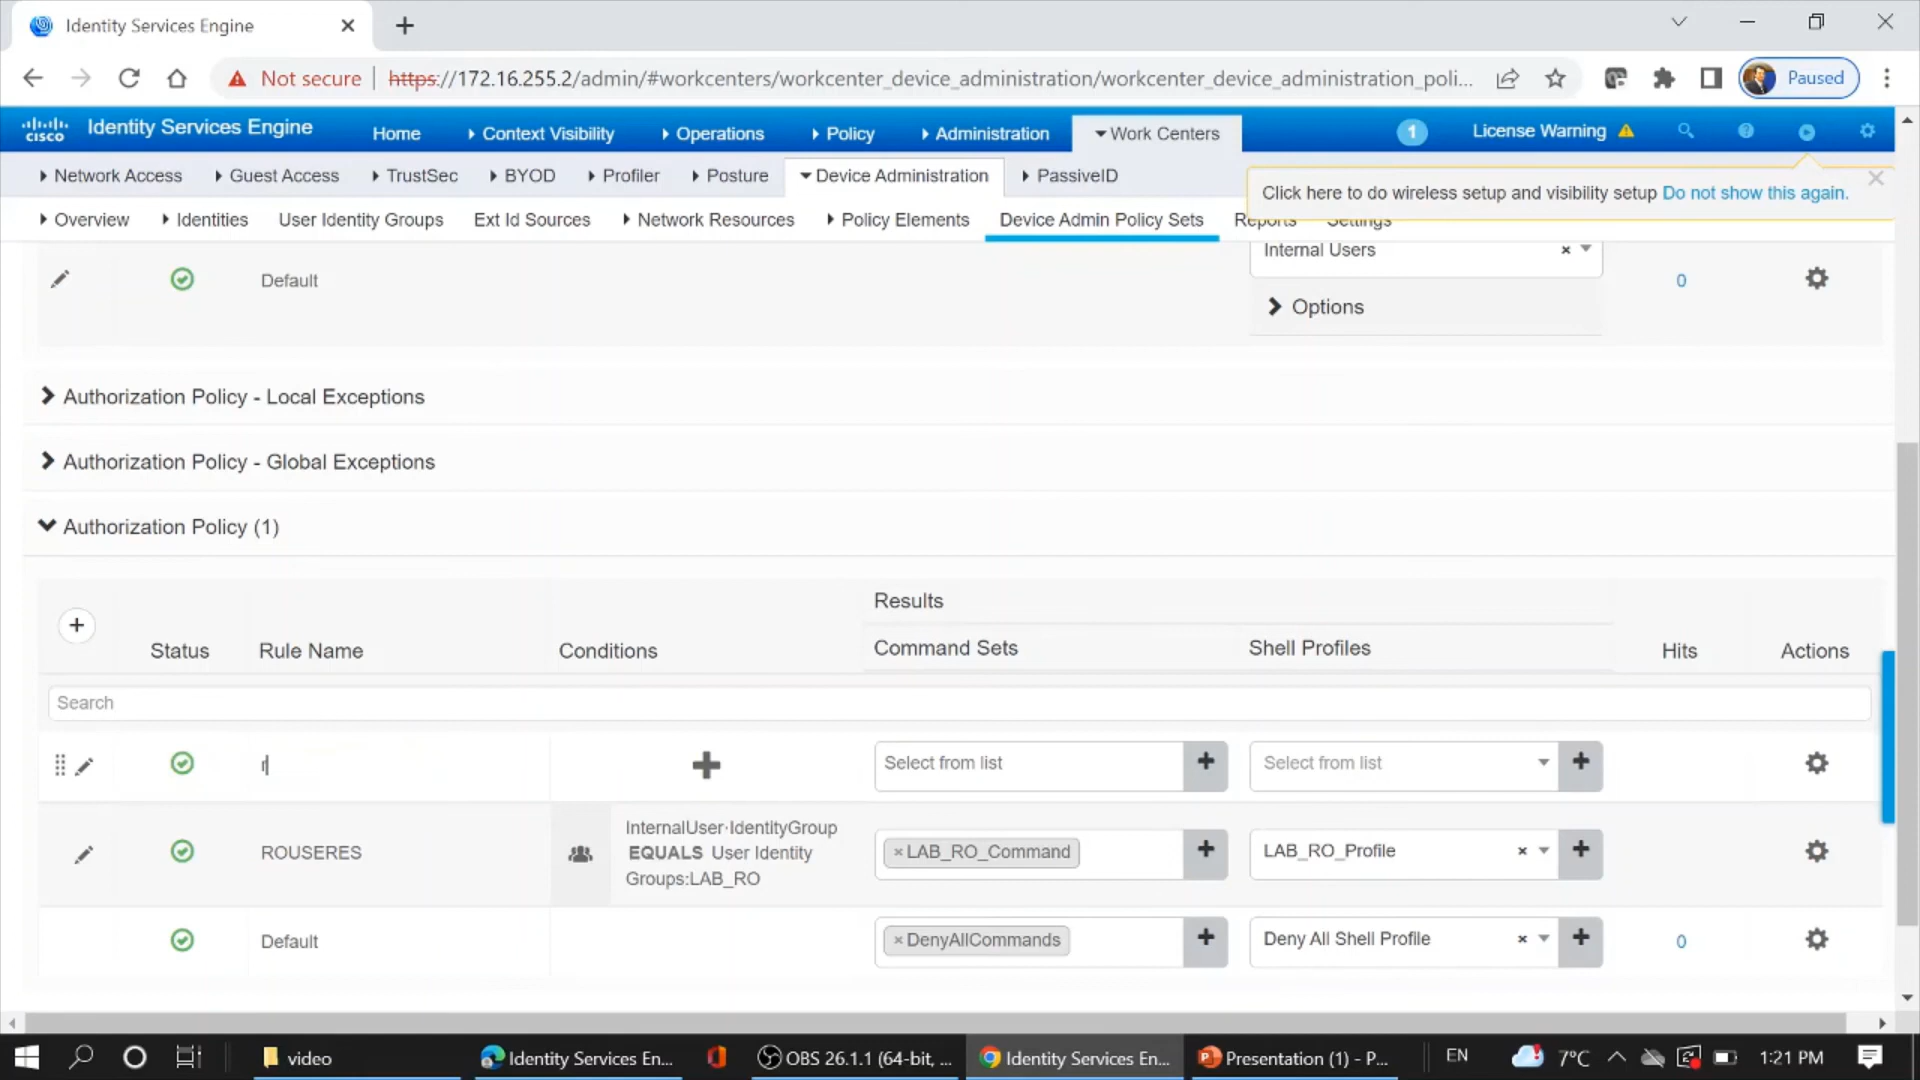 Identity Services Engine
Not secure
https://172.16.255.2/admin/#workcenters/workcenter_device_administration/workcenter_device_administration_poli...
Paused
CISCO
Identity Services Engine
Home
Context Visibility
Operations
Policy
Administration
Work Centers
1
License Warning
Network Access
Guest Access
TrustSec
BYOD
Profiler
Posture
Device Administration
PassiveID
Click here to do wireless setup and visibility setup Do not show this again.
Overview
Identities
User Identity Groups
Ext Id Sources
Network Resources
Policy Elements
Device Admin Policy Sets
Reports
Settings
Internal Users
Default
0
Options
Authorization Policy - Local Exceptions
Authorization Policy - Global Exceptions
Authorization Policy (1)
Results
Status
Rule Name
Conditions
Command Sets
Shell Profiles
Hits
Actions
Search
r
Select from list
Select from list
ROUSERES
InternalUser·IdentityGroup
EQUALS User Identity
Groups:LAB_RO
×LAB_RO_Command
LAB_RO_Profile
Default
×DenyAllCommands
Deny All Shell Profile
0
video
Identity Services En...
OBS 26.1.1 (64-bit, ...
Identity Services En...
Presentation (1) - P...
EN
7°C
1:21 PM